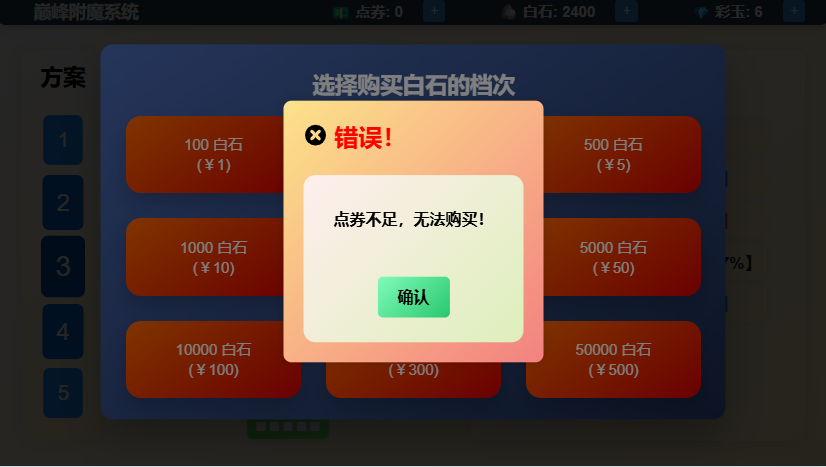 巅峰附魔系统
点券: 0
+
白石: 2400
+
彩玉: 6
+
方案
选择购买白石的档次
1
2
3
4
5
100 白石
(￥1)
500 白石
(￥5)
1000 白石
(￥10)
5000 白石
(￥50)
10000 白石
(￥100)
(￥300)
50000 白石
(￥500)
错误！
点券不足，无法购买！
确认
7%】